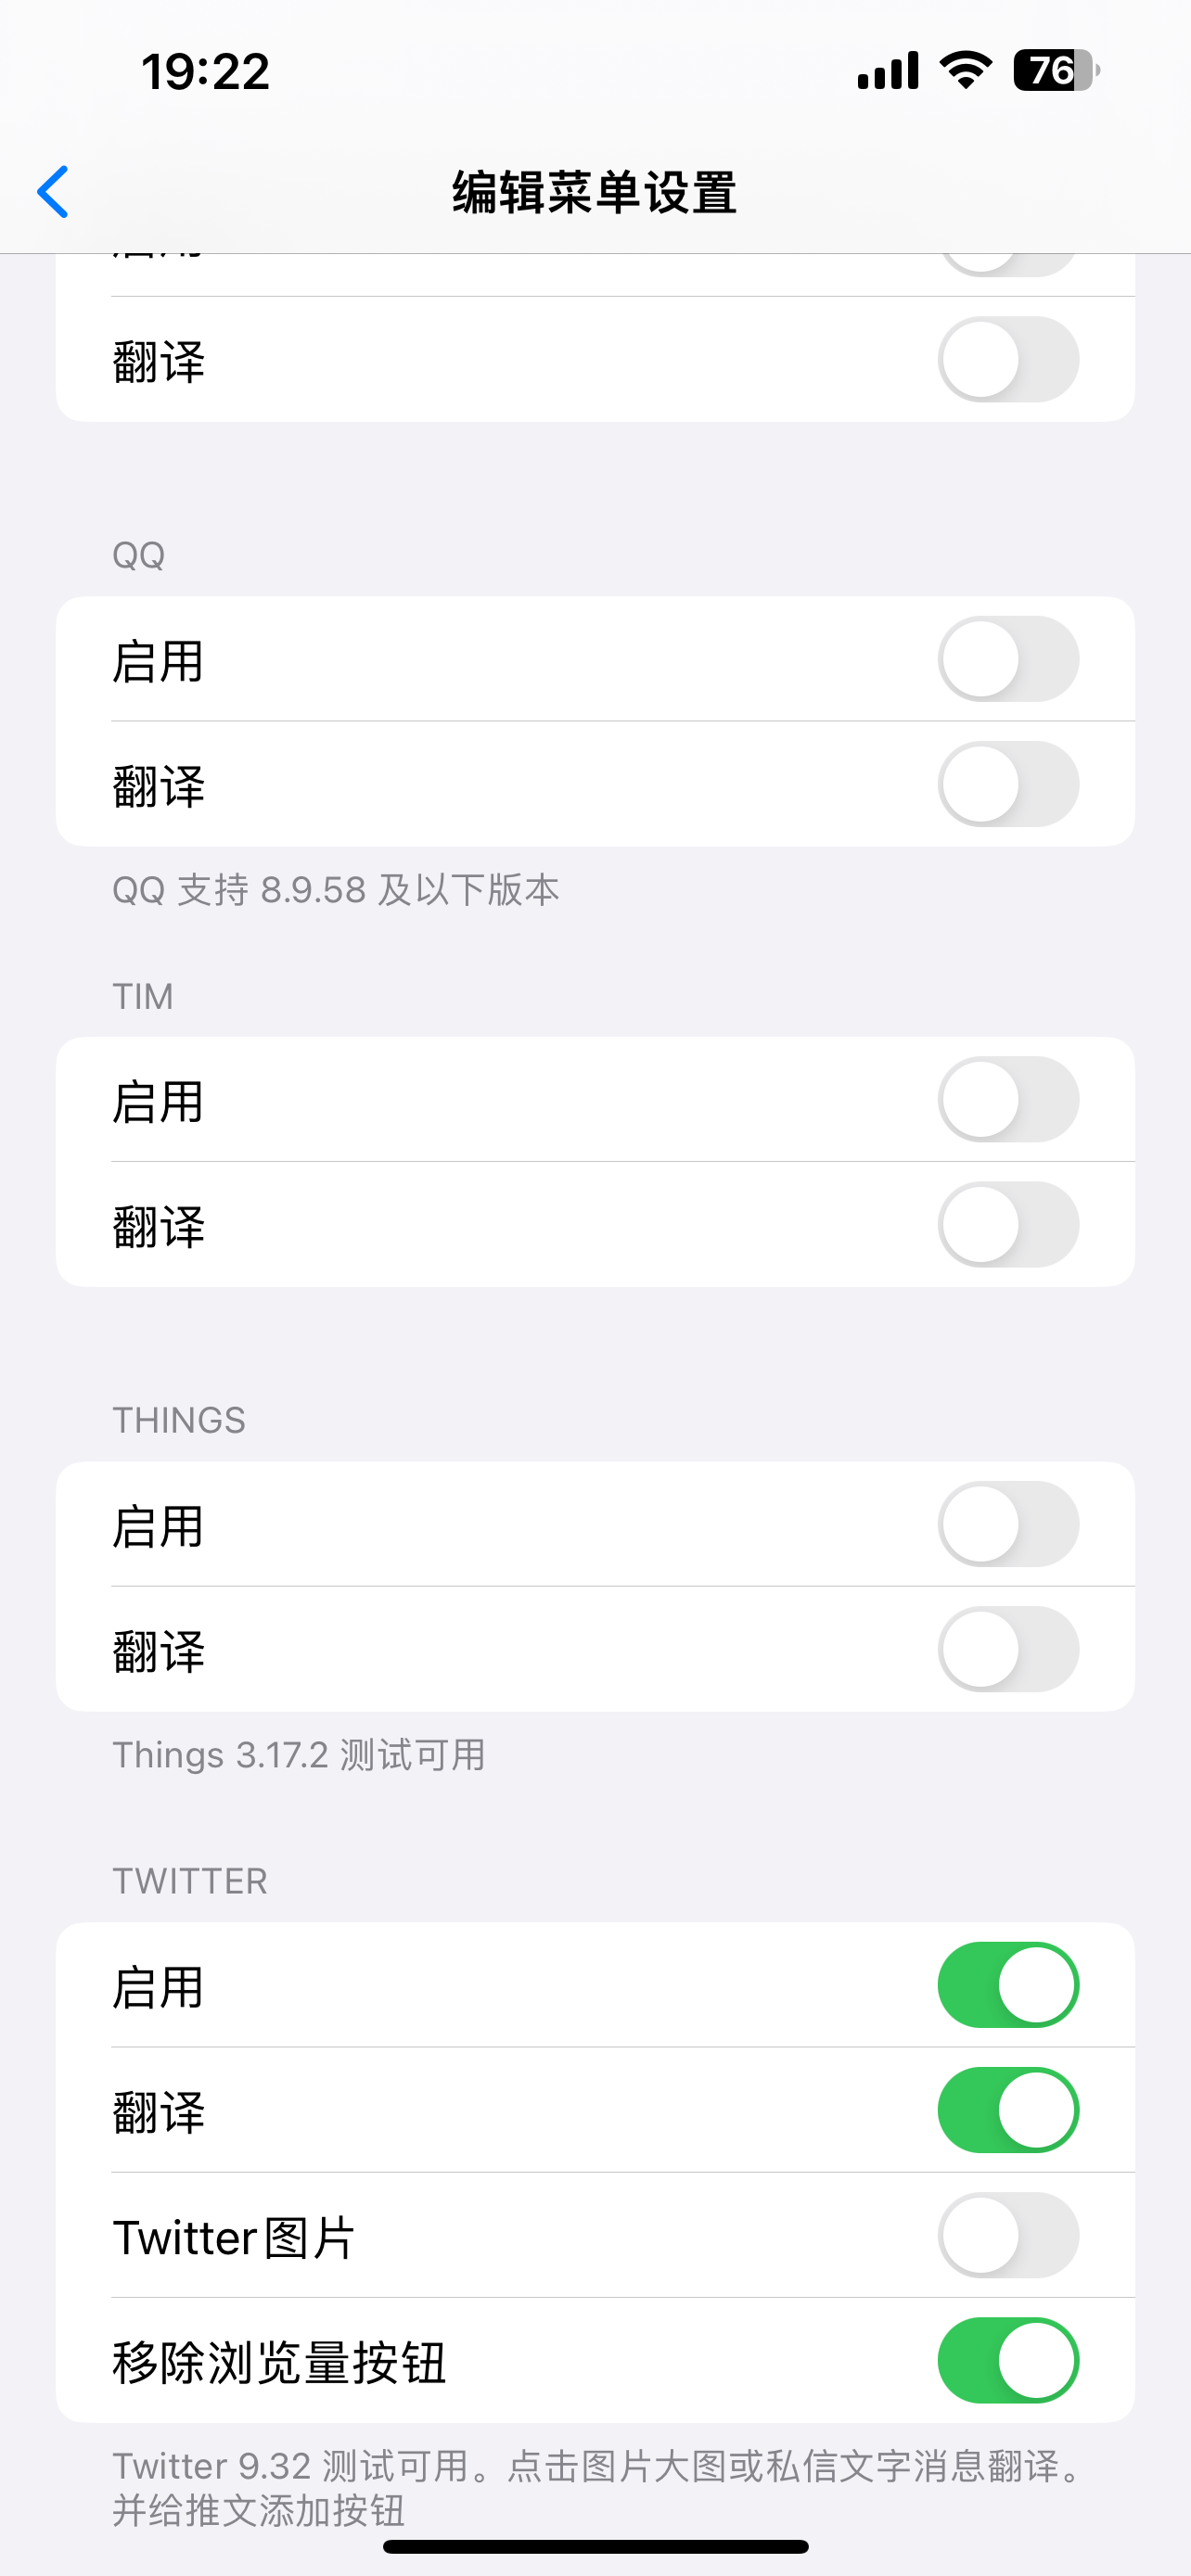 19:22
76
编辑菜单设置
翻译
QQ
启用
翻译
QQ 支持 8.9.58 及以下版本
TIM
启用
翻译
THINGS
启用
翻译
Things 3.17.2 测试可用
TWITTER
启用
翻译
Twitter图片
移除浏览量按钮
Twitter 9.32 测试可用。点击图片大图或私信文字消息翻译。
并给推文添加按钮